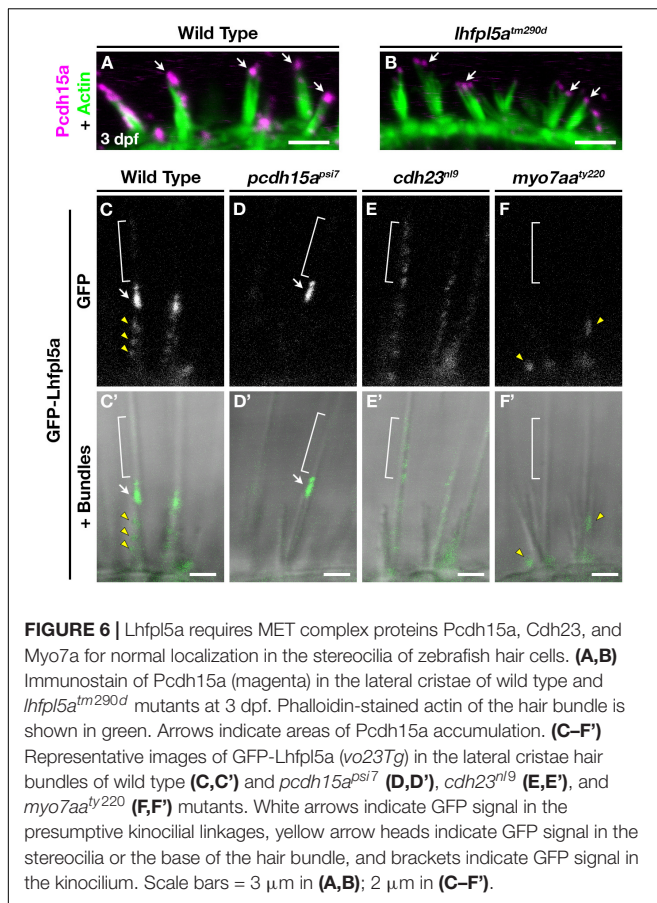 Wild Type
lhfpl5a^tm290d
Pcdh15a
+ Actin
A
3 dpf
B
Wild Type
pcdh15a^psi7
cdh23^nl9
myo7aa^ty220
GFP-Lhfpl5a
GFP
C
D
E
F
+ Bundles
C’
D’
E’
F’
FIGURE 6 | Lhfpl5a requires MET complex proteins Pcdh15a, Cdh23, and
Myo7a for normal localization in the stereocilia of zebrafish hair cells. (A,B)
Immunostain of Pcdh15a (magenta) in the lateral cristae of wild type and
lhfpl5a^tm290d mutants at 3 dpf. Phalloidin-stained actin of the hair bundle is
shown in green. Arrows indicate areas of Pcdh15a accumulation. (C–F’)
Representative images of GFP-Lhfpl5a (vo23Tg) in the lateral cristae hair
bundles of wild type (C,C’) and pcdh15a^psi7 (D,D’), cdh23^nl9 (E,E’), and
myo7aa^ty220 (F,F’) mutants. White arrows indicate GFP signal in the
presumptive kinocilial linkages, yellow arrow heads indicate GFP signal in the
stereocilia or the base of the hair bundle, and brackets indicate GFP signal in
the kinocilium. Scale bars = 3 μm in (A,B); 2 μm in (C–F’).